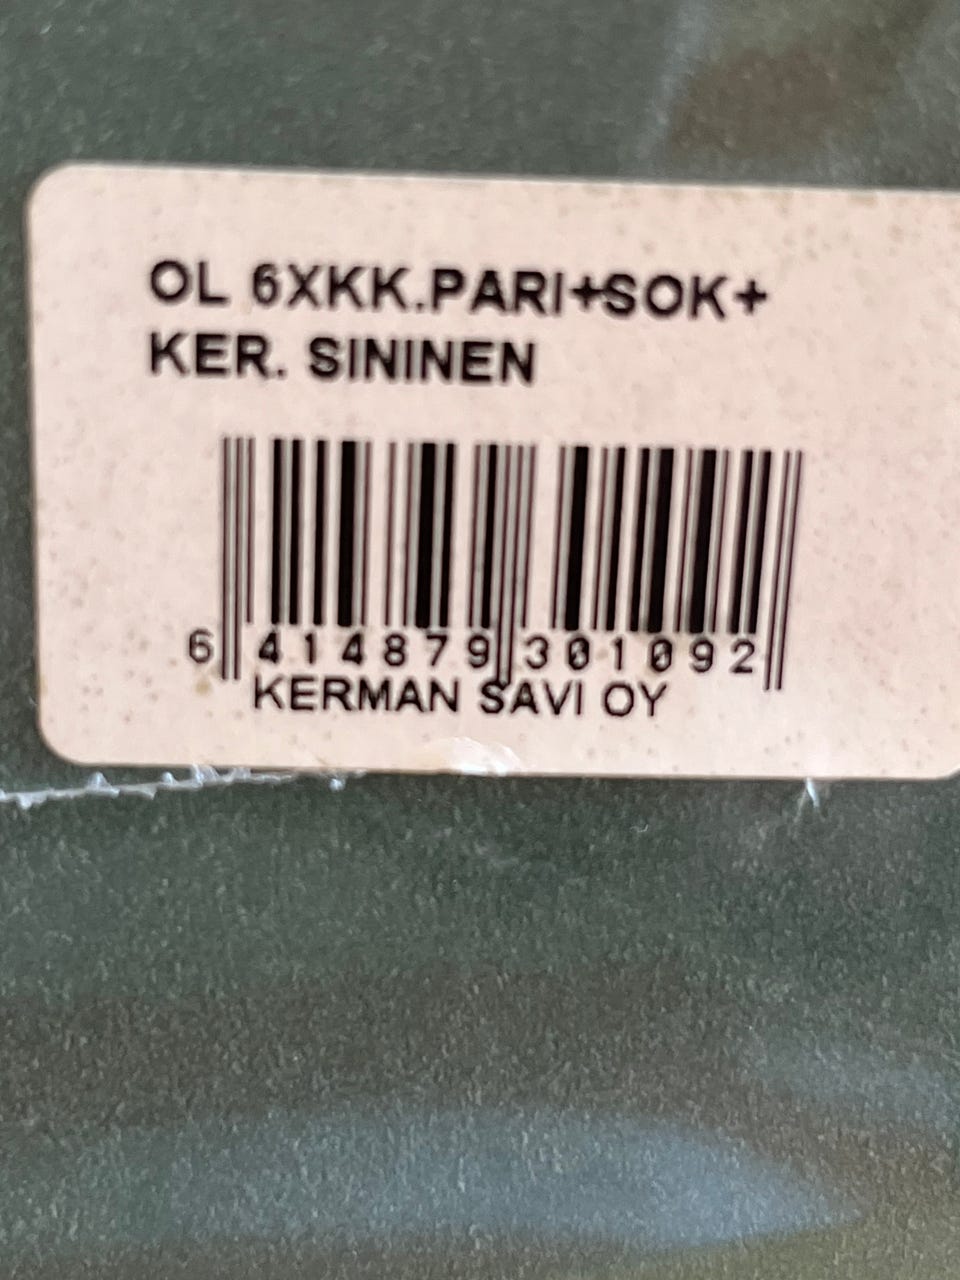 OL 6XKK.PARI+SOK+
KER. SININEN
6 414879 301092
KERMAN SAVI OY